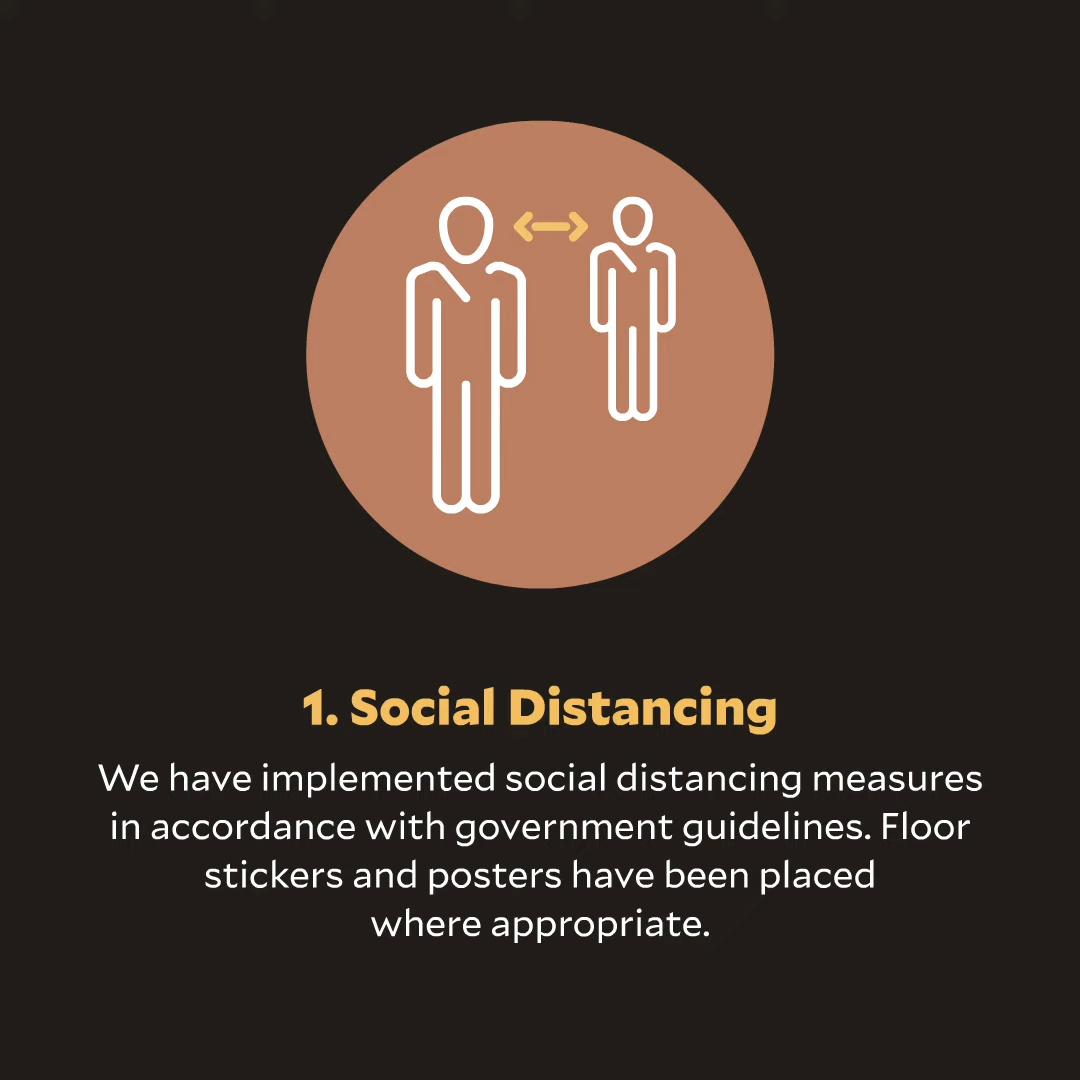 1. Social Distancing
We have implemented social distancing measures
in accordance with government guidelines. Floor
stickers and posters have been placed
where appropriate.